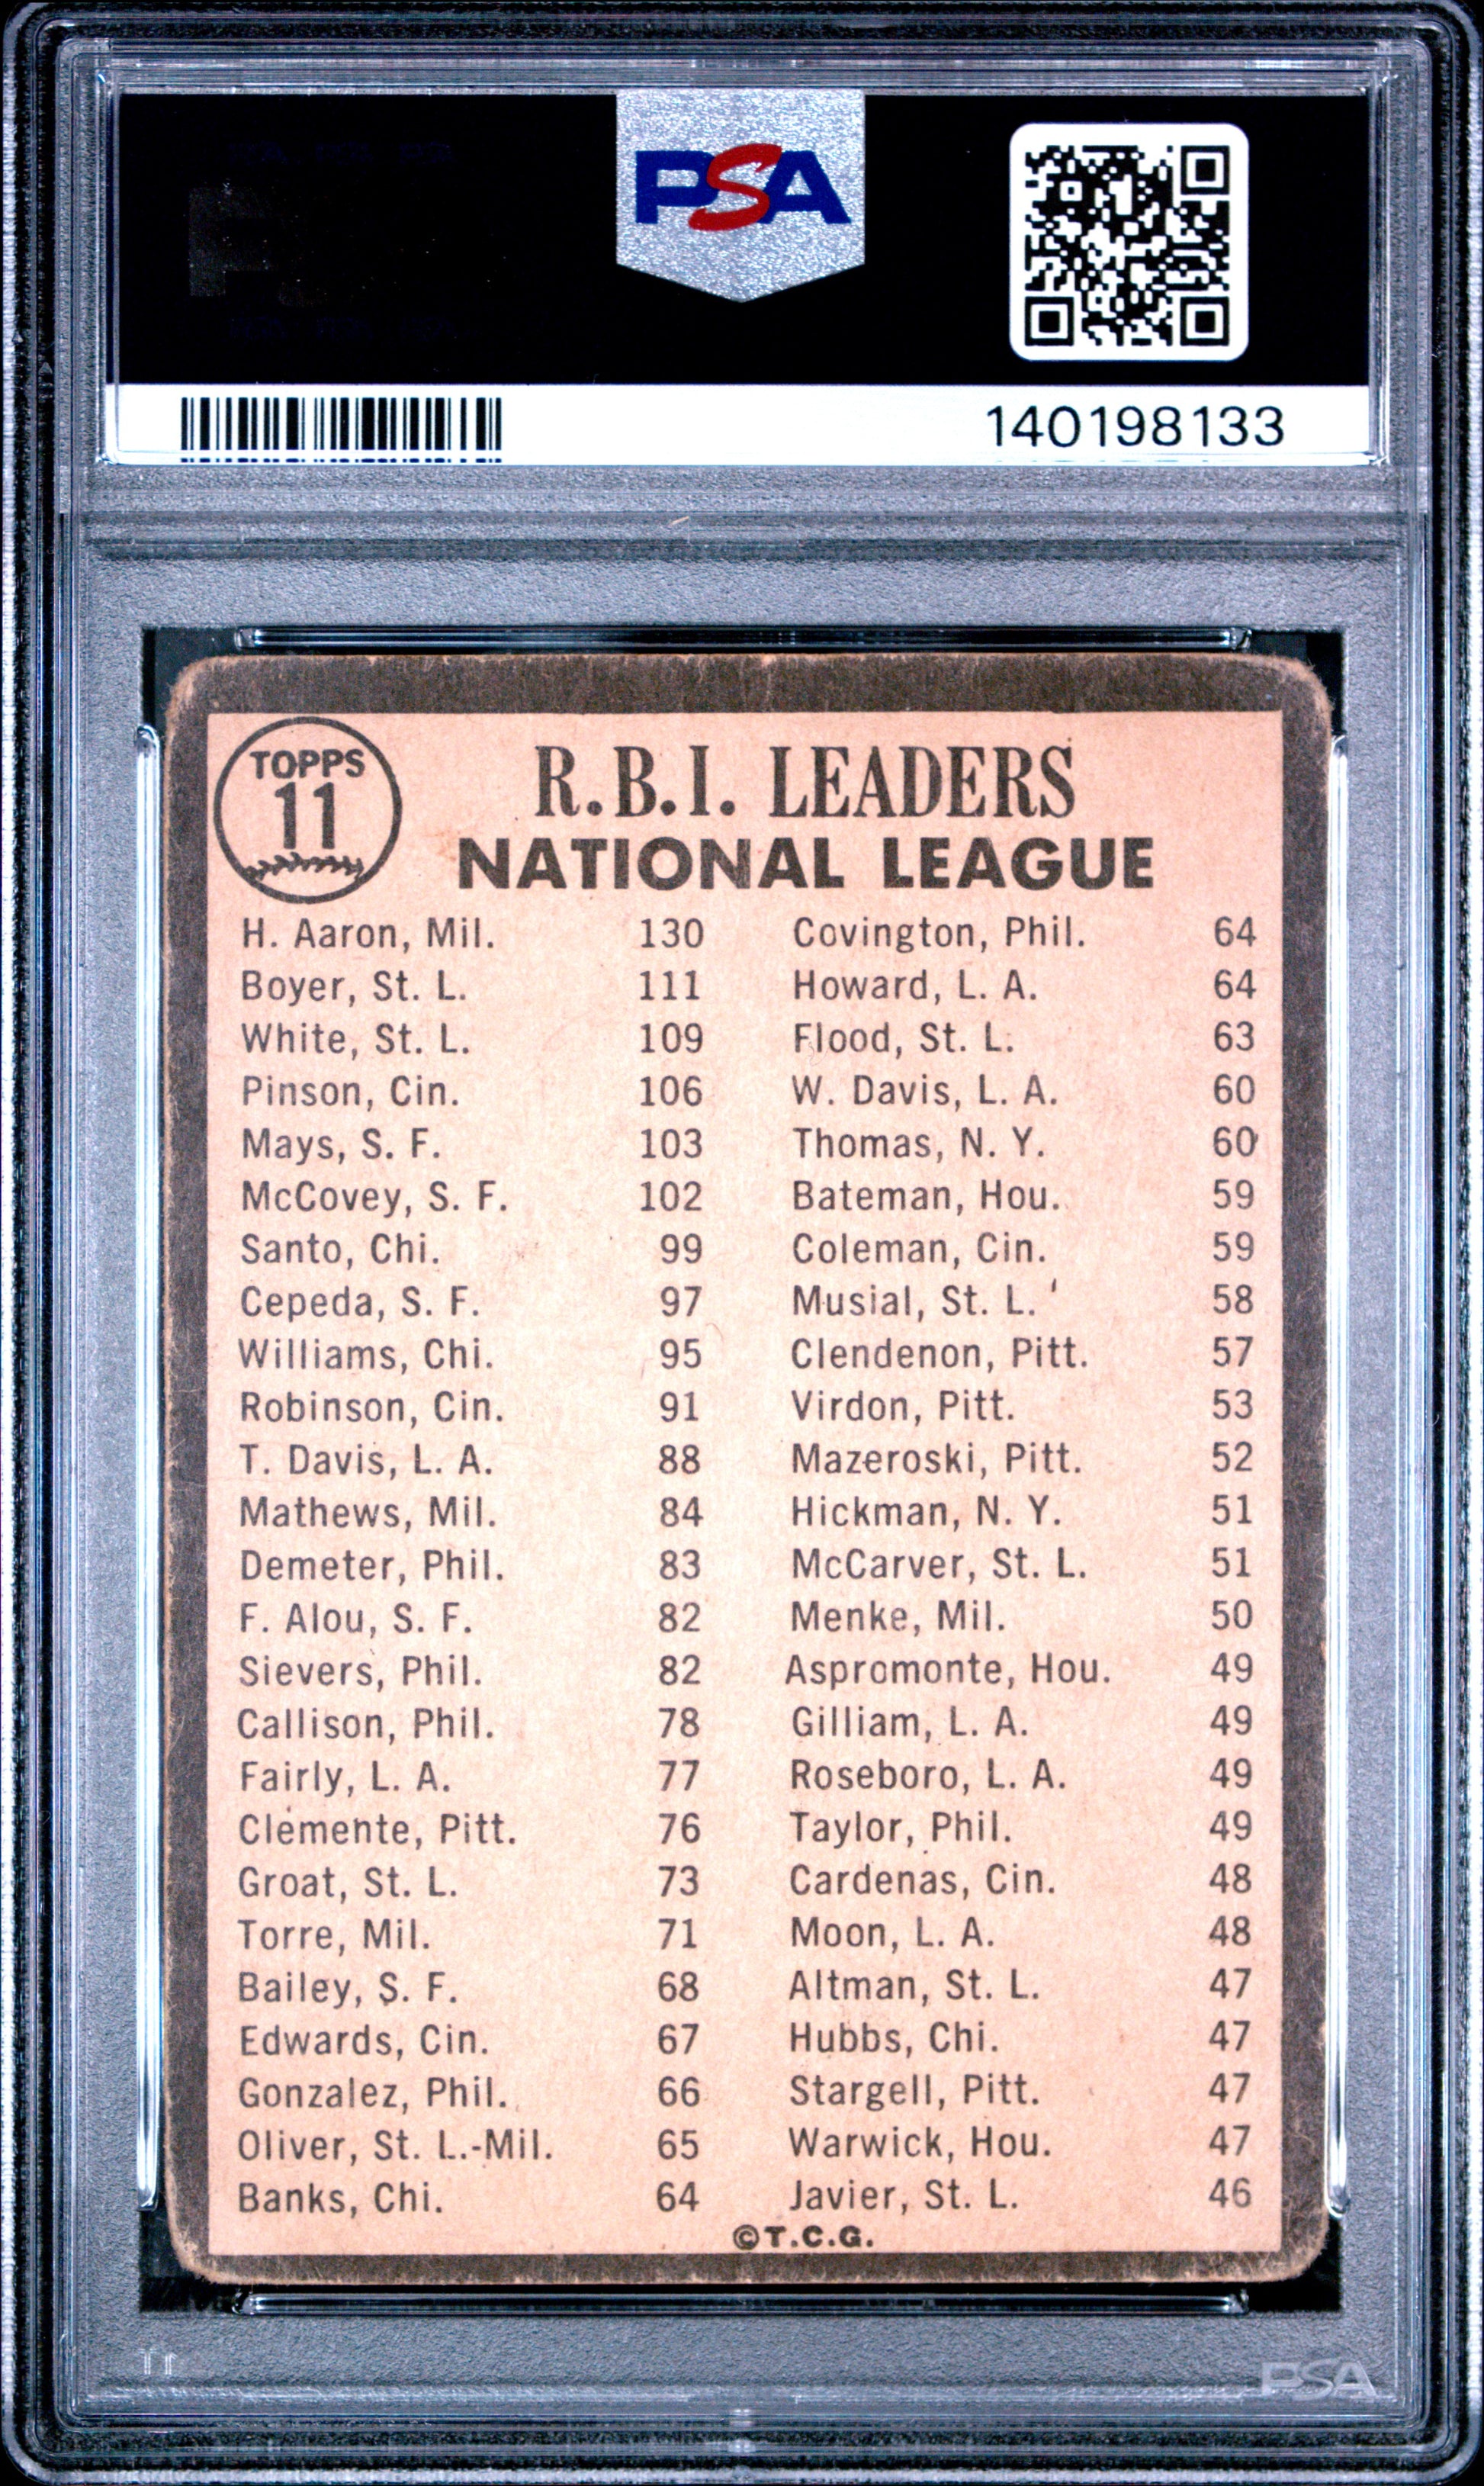 PSA
140198133
TOPPS
11
R.B.I. LEADERS
NATIONAL LEAGUE
H. Aaron, Mil. 130
Boyer, St. L. 111
White, St. L. 109
Pinson, Cin. 106
Mays, S. F. 103
McCovey, S. F. 102
Santo, Chi. 99
Cepeda, S. F. 97
Williams, Chi. 95
Robinson, Cin. 91
T. Davis, L. A. 88
Mathews, Mil. 84
Demeter, Phil. 83
F. Alou, S. F. 82
Sievers, Phil. 82
Callison, Phil. 78
Fairly, L. A. 77
Clemente, Pitt. 76
Groat, St. L. 73
Torre, Mil. 71
Bailey, S. F. 68
Edwards, Cin. 67
Gonzalez, Phil. 66
Oliver, St. L.-Mil. 65
Banks, Chi. 64
Covington, Phil. 64
Howard, L. A. 64
Flood, St. L. 63
W. Davis, L. A. 60
Thomas, N. Y. 60
Bateman, Hou. 59
Coleman, Cin. 59
Musial, St. L. 58
Clendenon, Pitt. 57
Virdon, Pitt. 53
Mazeroski, Pitt. 52
Hickman, N. Y. 51
McCarver, St. L. 51
Menke, Mil. 50
Aspromonte, Hou. 49
Gilliam, L. A. 49
Roseboro, L. A. 49
Taylor, Phil. 49
Cardenas, Cin. 48
Moon, L. A. 48
Altman, St. L. 47
Hubbs, Chi. 47
Stargell, Pitt. 47
Warwick, Hou. 47
Javier, St. L. 46
©T.C.G.
PSA